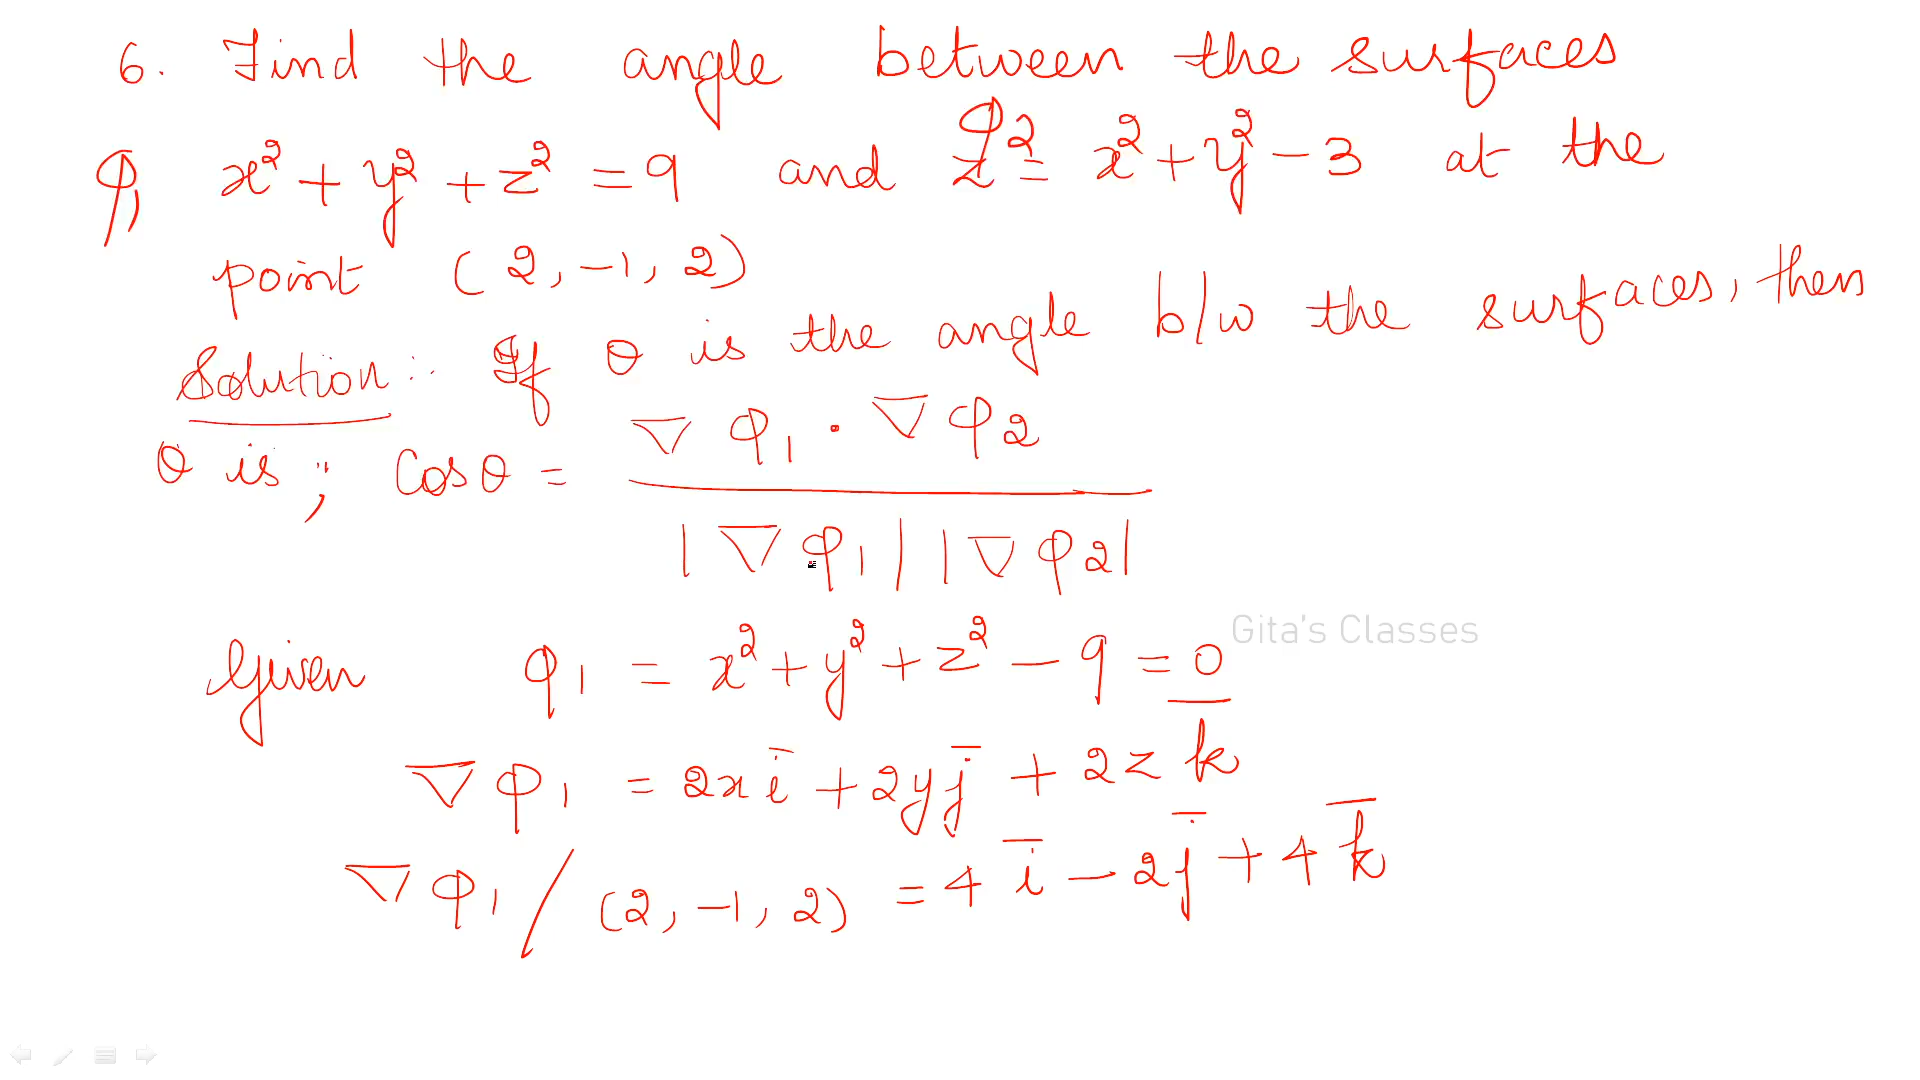 6. Find the angle between the surfaces
φ₁ x² + y² + z² = 9 and φ₂ z = x² + y² - 3 at the
point (2, -1, 2)
Solution:- If θ is the angle b/w the surfaces, then
θ is ; cosθ = ∇φ₁ · ∇φ₂
|∇φ₁| |∇φ₂|
Gita's Classes
Given φ₁ = x² + y² + z² - 9 = 0
∇φ₁ = 2x i̅ + 2y j̅ + 2z k̅
∇φ₁ / (2, -1, 2) = 4 i̅ - 2 j̅ + 4 k̅